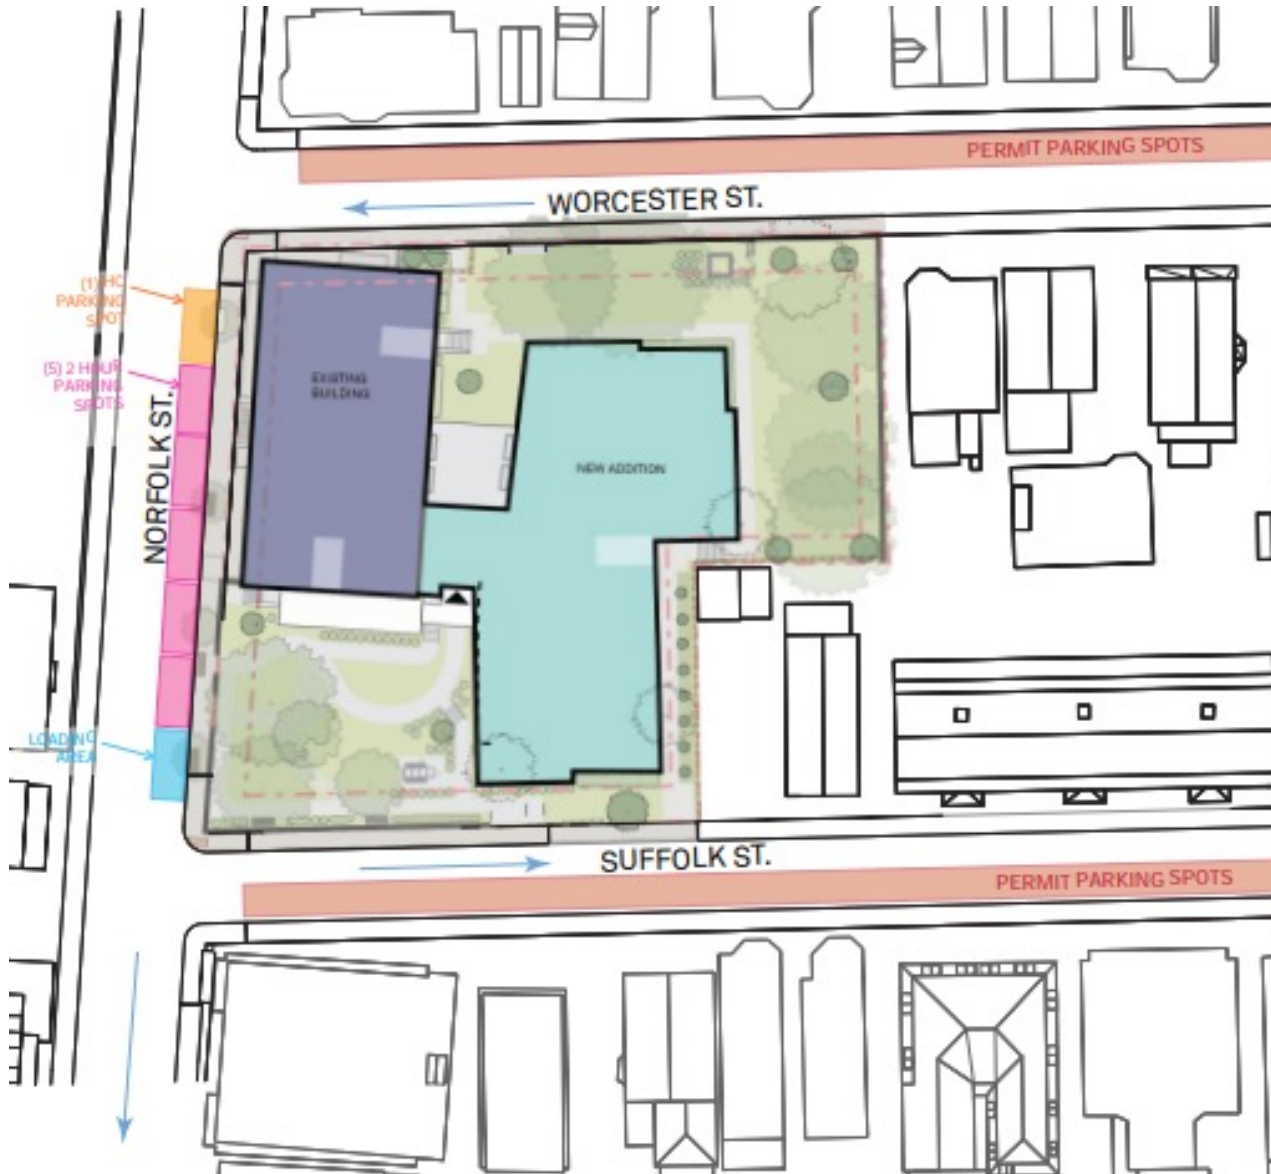 PERMIT PARKING SPOTS
WORCESTER ST.
(1) HC
PARKING
SPOT
(5) 2 HOUR
PARKING
SPOTS
NORFOLK ST.
EXISTING
BUILDING
NEW ADDITION
LOADING
AREA
SUFFOLK ST.
PERMIT PARKING SPOTS